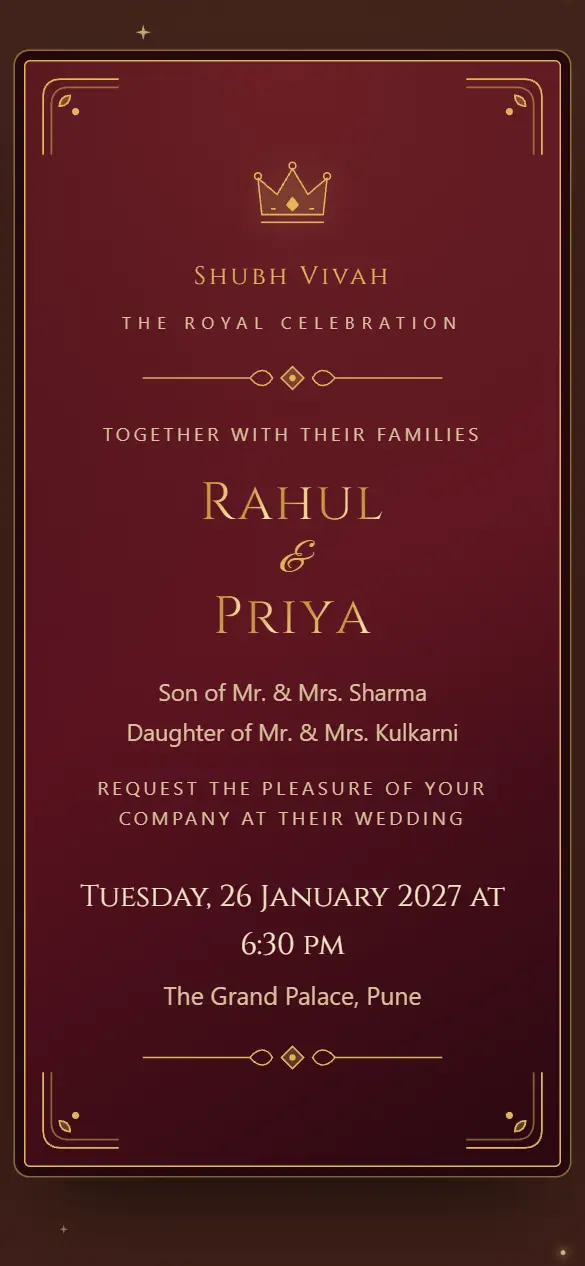 Shubh Vivah
THE ROYAL CELEBRATION
TOGETHER WITH THEIR FAMILIES
Rahul
&
Priya
Son of Mr. & Mrs. Sharma
Daughter of Mr. & Mrs. Kulkarni
REQUEST THE PLEASURE OF YOUR
COMPANY AT THEIR WEDDING
Tuesday, 26 January 2027 at
6:30 pm
The Grand Palace, Pune